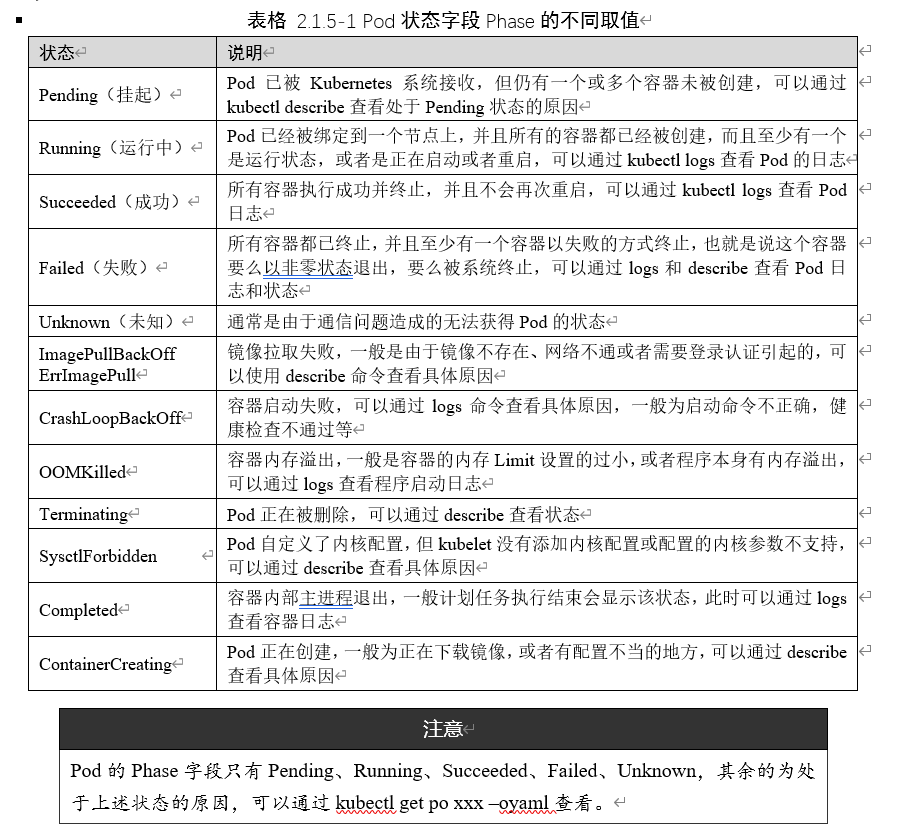 表格 2.1.5-1 Pod 状态字段 Phase 的不同取值
状态
说明
Pending（挂起）
Pod 已被 Kubernetes 系统接收，但仍有一个或多个容器未被创建，可以通过
kubectl describe 查看处于 Pending 状态的原因
Running（运行中）
Pod 已经被绑定到一个节点上，并且所有的容器都已经被创建，而且至少有一个
是运行状态，或者是正在启动或者重启，可以通过 kubectl logs 查看 Pod 的日志
Succeeded（成功）
所有容器执行成功并终止，并且不会再次重启，可以通过 kubectl logs 查看 Pod
日志
Failed（失败）
所有容器都已终止，并且至少有一个容器以失败的方式终止，也就是说这个容器
要么以非零状态退出，要么被系统终止，可以通过 logs 和 describe 查看 Pod 日
志和状态
Unknown（未知）
通常是由于通信问题造成的无法获得 Pod 的状态
ImagePullBackOff
ErrImagePull
镜像拉取失败，一般是由于镜像不存在、网络不通或者需要登录认证引起的，可
以使用 describe 命令查看具体原因
CrashLoopBackOff
容器启动失败，可以通过 logs 命令查看具体原因，一般为启动命令不正确，健
康检查不通过等
OOMKilled
容器内存溢出，一般是容器的内存 Limit 设置的过小，或者程序本身有内存溢出，
可以通过 logs 查看程序启动日志
Terminating
Pod 正在被删除，可以通过 describe 查看状态
SysctlForbidden
Pod 自定义了内核配置，但 kubelet 没有添加内核配置或配置的内核参数不支持，
可以通过 describe 查看具体原因
Completed
容器内部主进程退出，一般计划任务执行结束会显示该状态，此时可以通过 logs
查看容器日志
ContainerCreating
Pod 正在创建，一般为正在下载镜像，或者有配置不当的地方，可以通过 describe
查看具体原因
注意
Pod 的 Phase 字段只有 Pending、Running、Succeeded、Failed、Unknown，其余的为处
于上述状态的原因，可以通过 kubectl get po xxx –oyaml 查看。